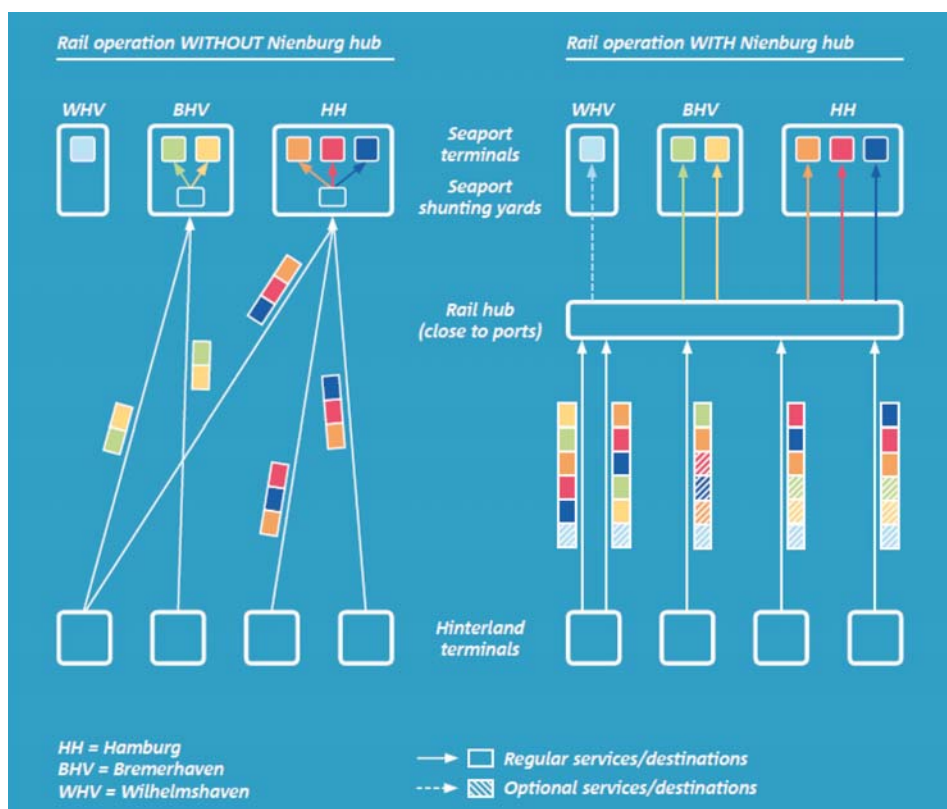 Rail operation WITHOUT Nienburg hub
Rail operation WITH Nienburg hub
WHV
BHV
HH
Seaport
terminals
Seaport
shunting yards
WHV
BHV
HH
Rail hub
(close to ports)
Hinterland
terminals
HH = Hamburg
BHV = Bremerhaven
WHV = Wilhelmshaven
Regular services/destinations
Optional services/destinations